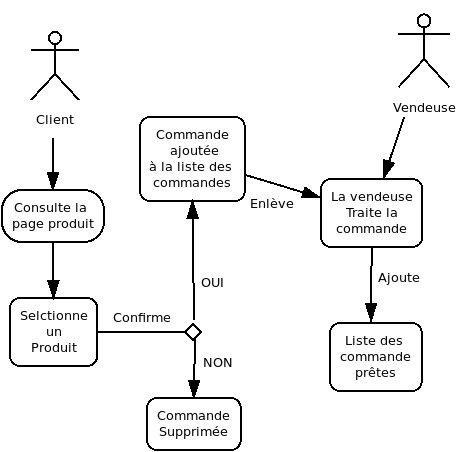 Client
Vendeuse
Consulte la
page produit
Selctionne
un
Produit
Confirme
OUI
NON
Commande
Supprimée
Commande
ajoutée
à la liste des
commandes
Enlève
La vendeuse
Traite la
commande
Ajoute
Liste des
commande
prêtes